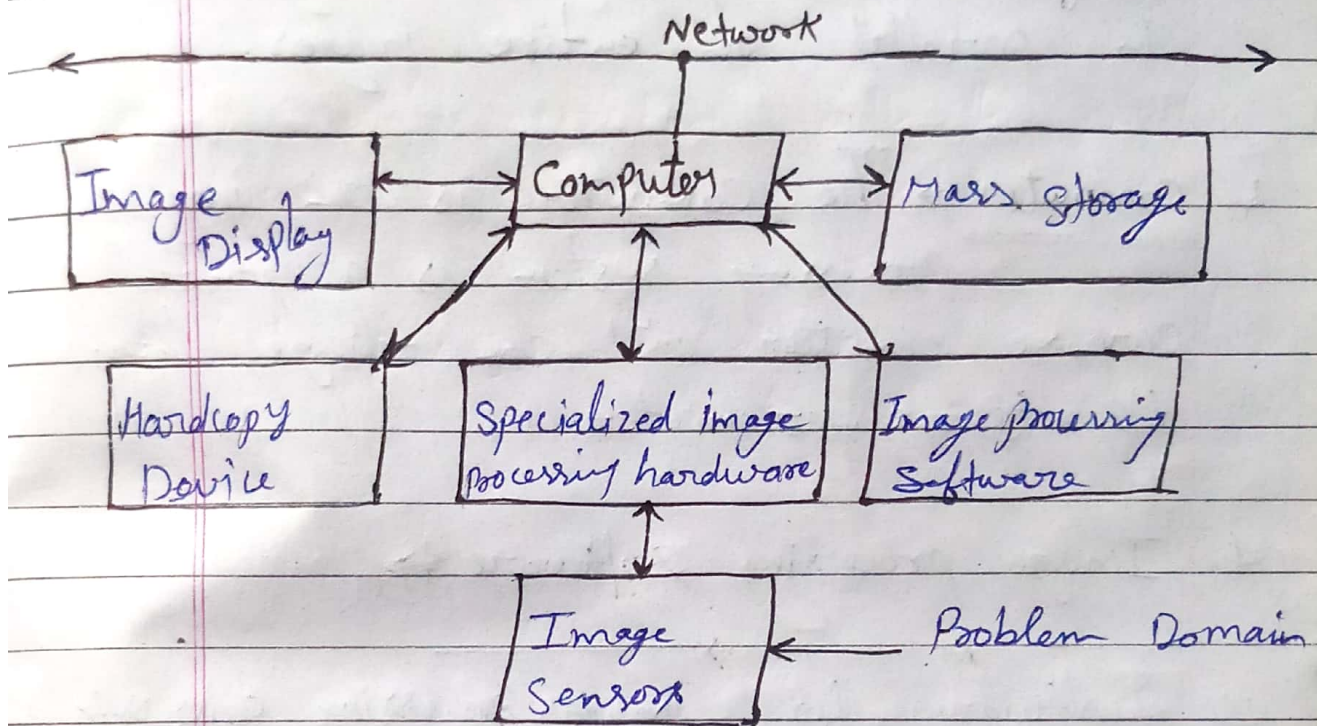 Network
Image
Display
Computer
Mass storage
Hardcopy
Device
Specialized image
processing hardware
Image processing
Software
Image
Sensors
Problem Domain